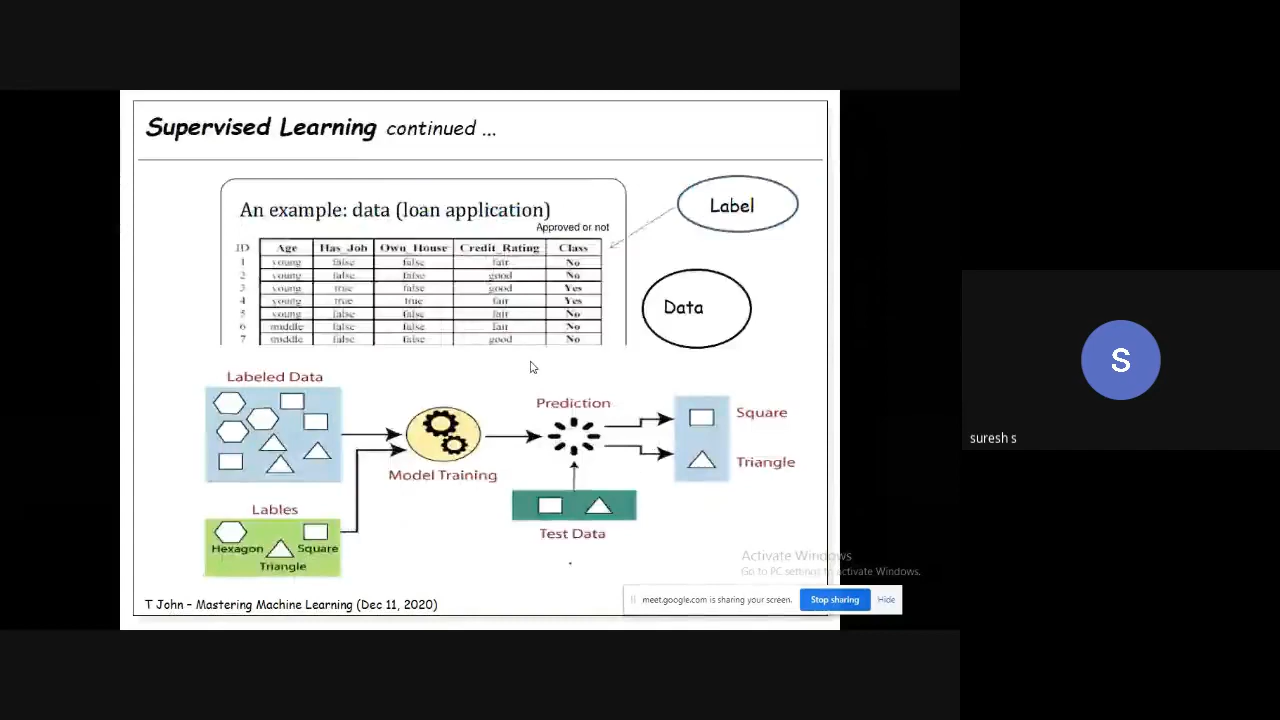 Supervised Learning continued ...
An example: data (loan application)
Approved or not
Label
ID Age Has_Job Own_House Credit_Rating Class
1 young false false fair No
2 young false false good No
3 young true false good Yes
4 young true true fair Yes
5 young false false fair No
6 middle false false fair No
7 middle false false good No
Data
Labeled Data
Prediction
Square
Triangle
Model Training
Test Data
Lables
Hexagon Square
Triangle
T John – Mastering Machine Learning (Dec 11, 2020)
Activate Windows
Go to PC settings to activate Windows.
meet.google.com is sharing your screen. Stop sharing Hide
S
suresh s